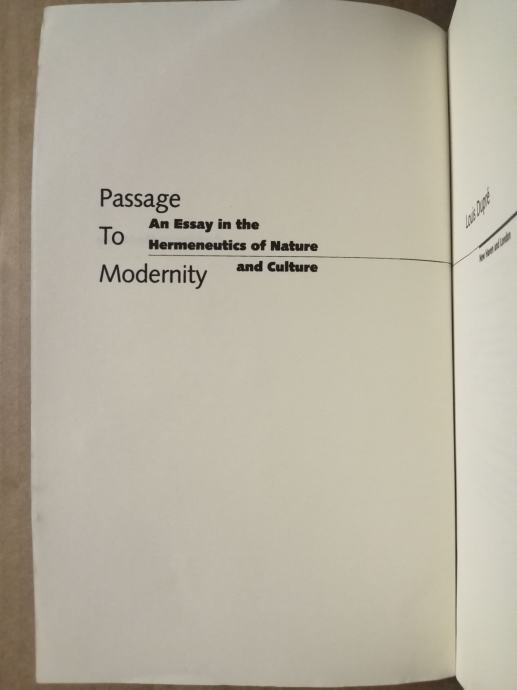 Passage
An Essay in the
To
Hermeneutics of Nature
and Culture
Modernity
Louis Dupré
New Haven and London